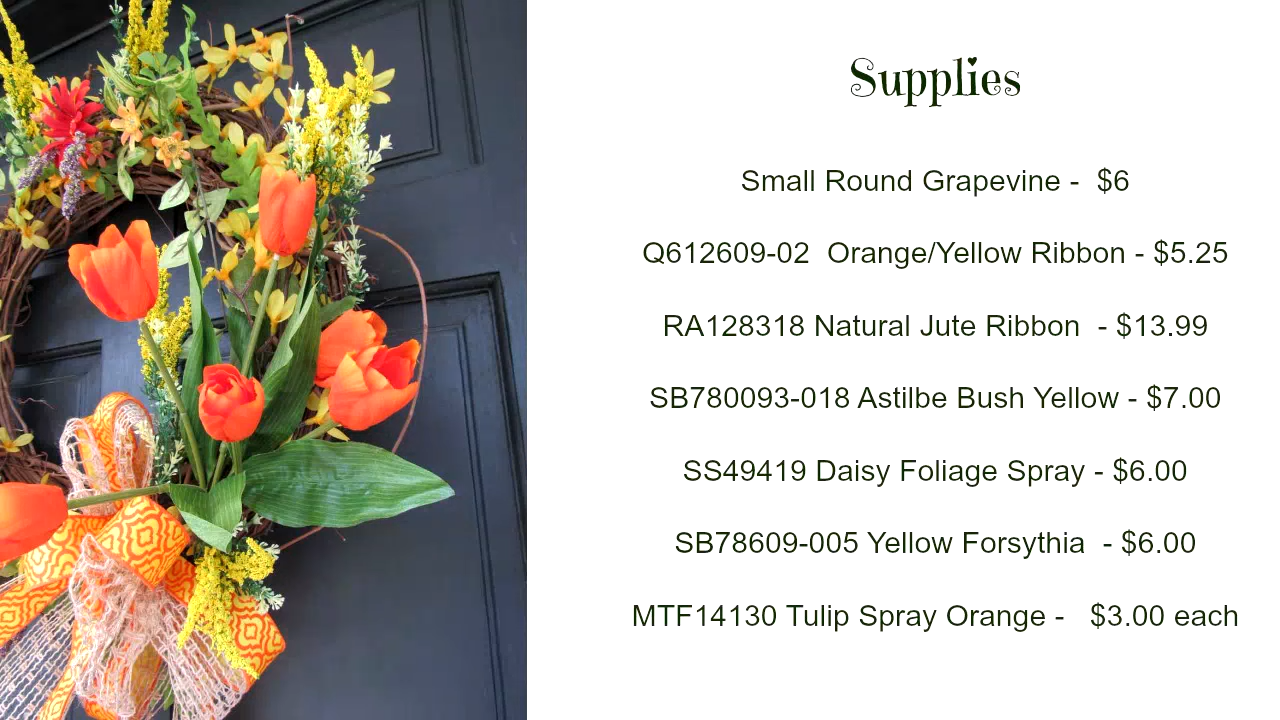 Supplies
Small Round Grapevine - $6
Q612609-02 Orange/Yellow Ribbon - $5.25
RA128318 Natural Jute Ribbon - $13.99
SB780093-018 Astilbe Bush Yellow - $7.00
SS49419 Daisy Foliage Spray - $6.00
SB78609-005 Yellow Forsythia - $6.00
MTF14130 Tulip Spray Orange - $3.00 each